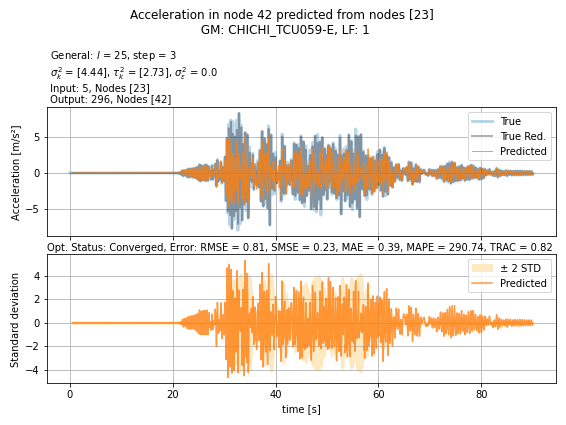 Acceleration in node 42 predicted from nodes [23]
GM: CHICHI_TCU059-E, LF: 1
General: l = 25, step = 3
σ²ₖ = [4.44], τ²ₖ = [2.73], σ²ε = 0.0
Input: 5, Nodes [23]
Output: 296, Nodes [42]
Acceleration [m/s²]
5
0
−5
True
True Red.
Predicted
Opt. Status: Converged, Error: RMSE = 0.81, SMSE = 0.23, MAE = 0.39, MAPE = 290.74, TRAC = 0.82
Standard deviation
4
2
0
−2
−4
± 2 STD
Predicted
0 20 40 60 80
time [s]